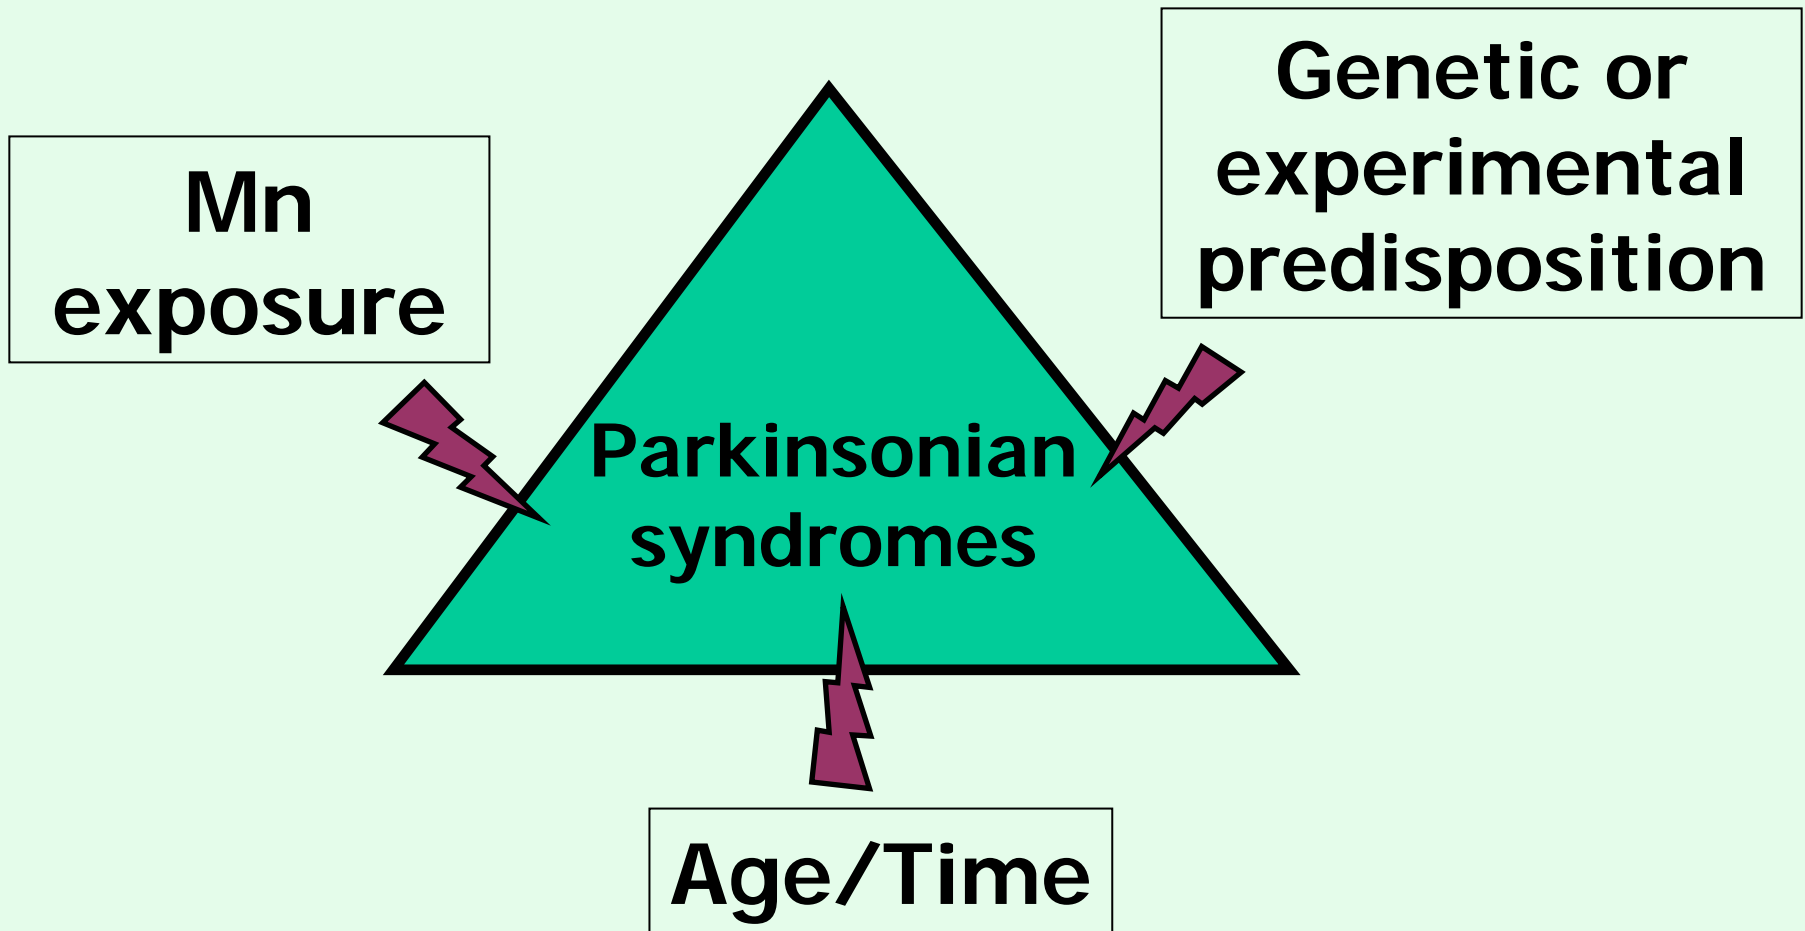 Mn
exposure
Genetic or
experimental
predisposition
Parkinsonian
syndromes
Age/Time